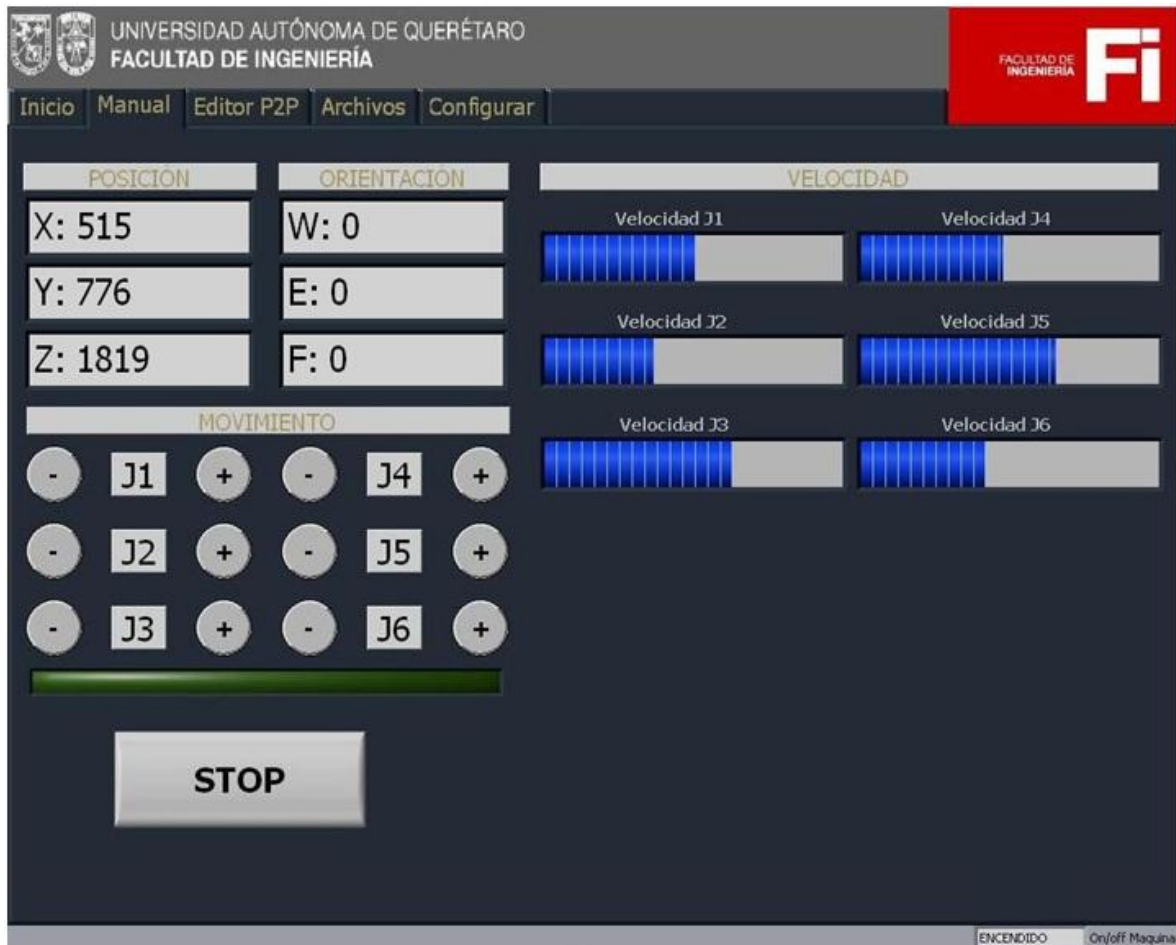 UNIVERSIDAD AUTÓNOMA DE QUERÉTARO
FACULTAD DE INGENIERÍA
FACULTAD DE
INGENIERÍA
Fi
Inicio Manual Editor P2P Archivos Configurar
POSICIÓN ORIENTACIÓN VELOCIDAD
X: 515 W: 0
Y: 776 E: 0
Z: 1819 F: 0
Velocidad J1 Velocidad J4
Velocidad J2 Velocidad J5
Velocidad J3 Velocidad J6
MOVIMIENTO
- J1 + - J4 +
- J2 + - J5 +
- J3 + - J6 +
STOP
ENCENDIDO On/off Maquina